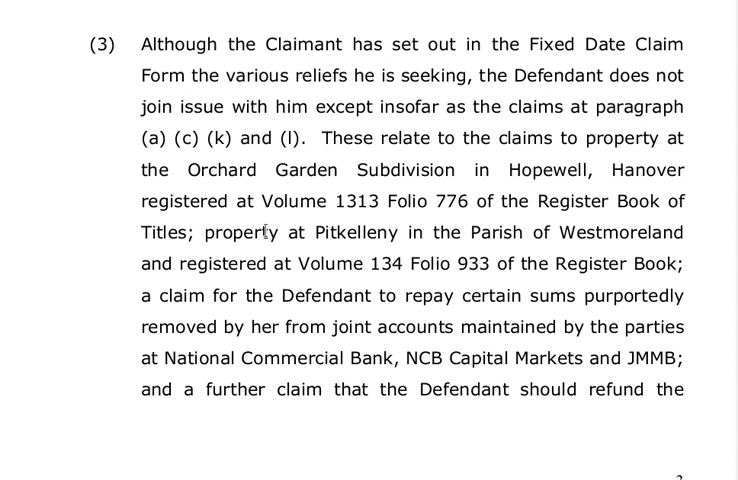 (3) Although the Claimant has set out in the Fixed Date Claim
Form the various reliefs he is seeking, the Defendant does not
join issue with him except insofar as the claims at paragraph
(a) (c) (k) and (l). These relate to the claims to property at
the Orchard Garden Subdivision in Hopewell, Hanover
registered at Volume 1313 Folio 776 of the Register Book of
Titles; property at Pitkelleny in the Parish of Westmoreland
and registered at Volume 134 Folio 933 of the Register Book;
a claim for the Defendant to repay certain sums purportedly
removed by her from joint accounts maintained by the parties
at National Commercial Bank, NCB Capital Markets and JMMB;
and a further claim that the Defendant should refund the